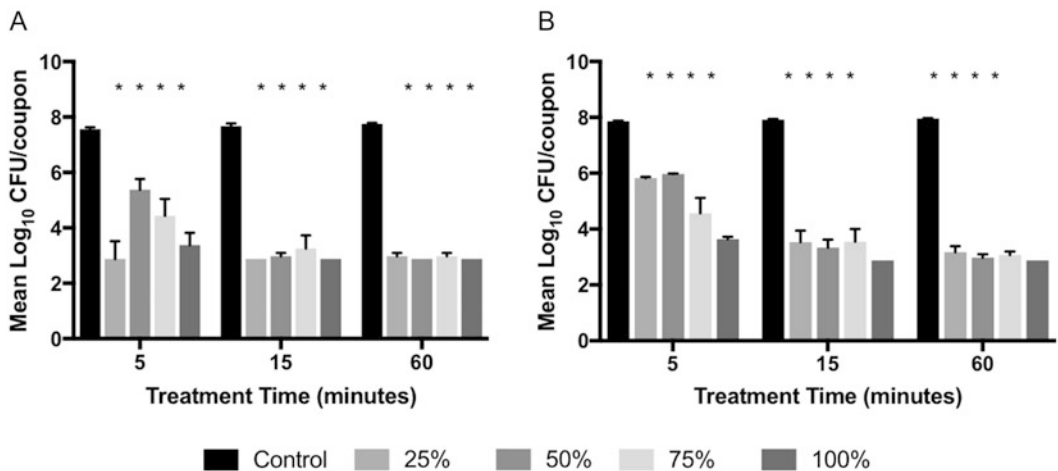 A
Mean Log10 CFU/coupon
10
8
6
4
2
0
* * * *
* * * *
* * * *
5
15
60
Treatment Time (minutes)
B
Mean Log10 CFU/coupon
10
8
6
4
2
0
* * * *
* * * *
* * * *
5
15
60
Treatment Time (minutes)
Control 25% 50% 75% 100%